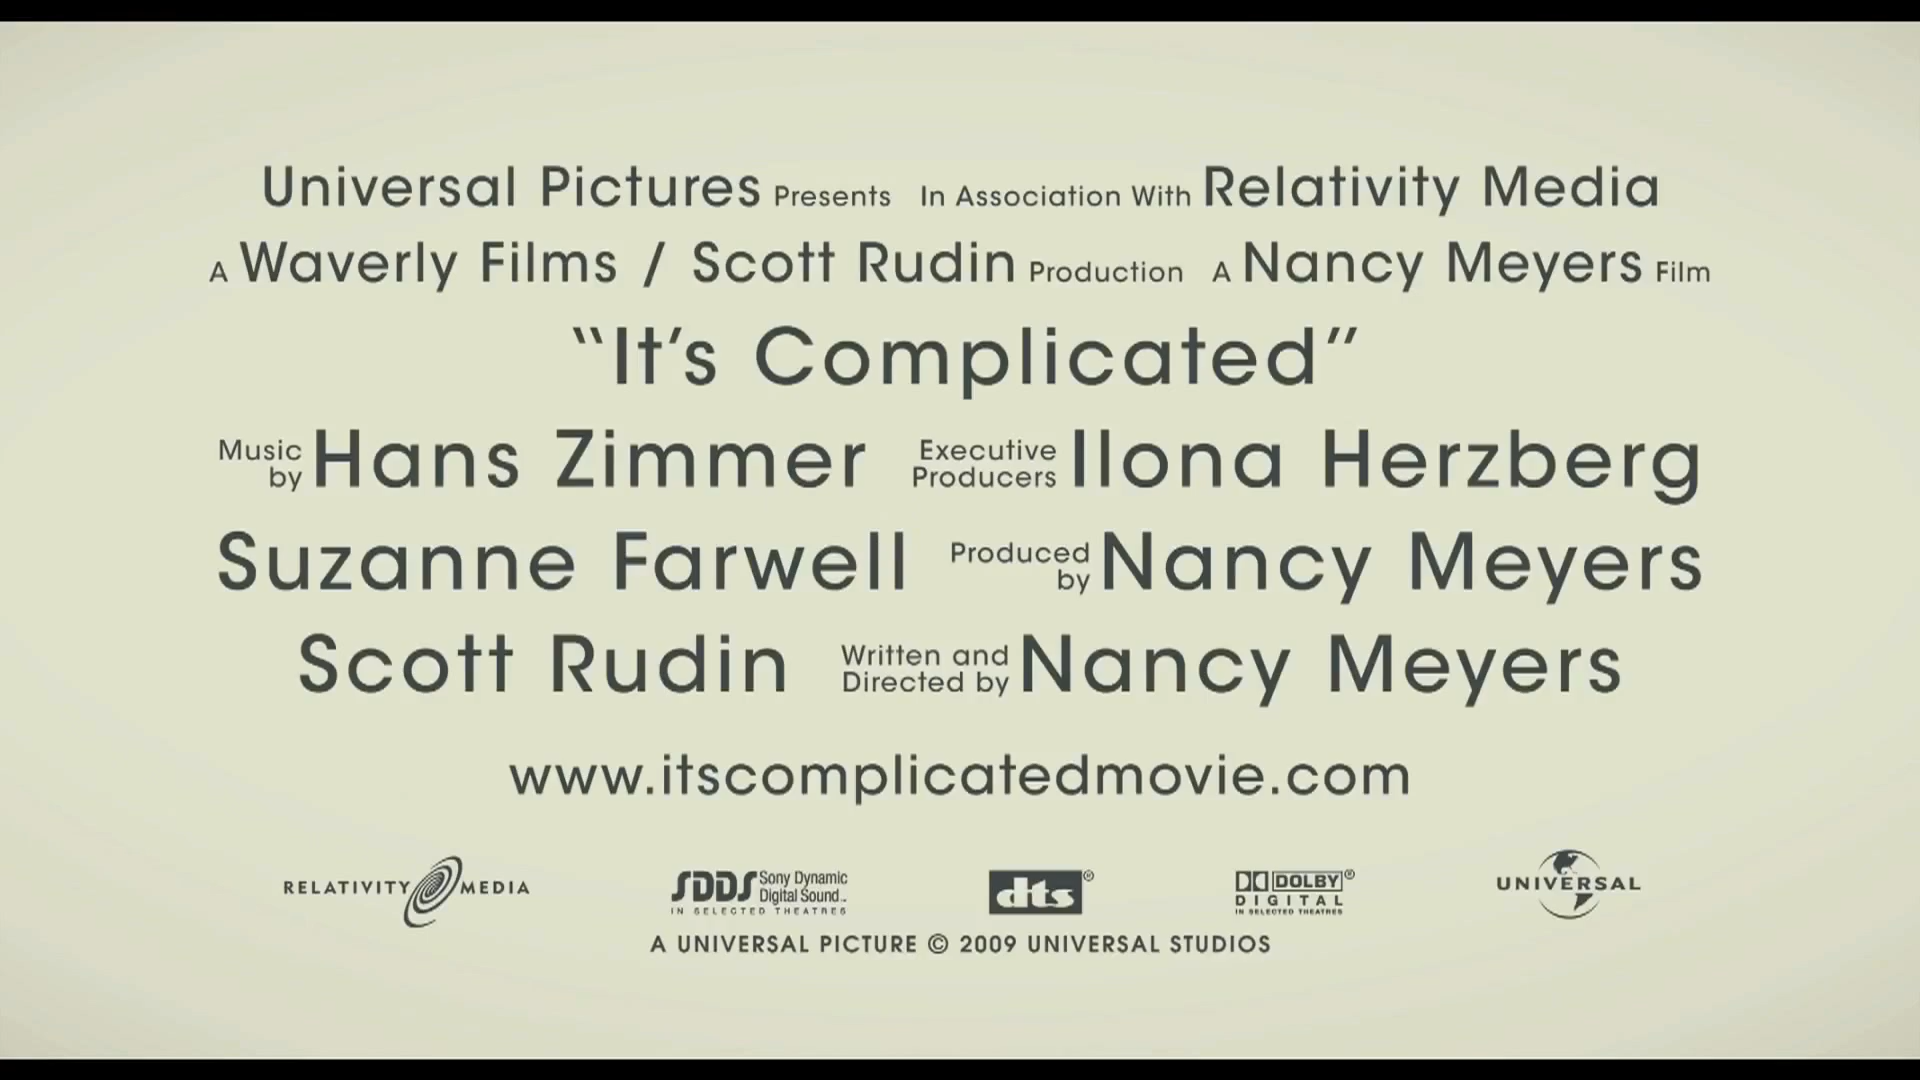 Universal Pictures Presents In Association With Relativity Media
A Waverly Films / Scott Rudin Production A Nancy Meyers Film
“It’s Complicated”
Music by Hans Zimmer Executive Producers Ilona Herzberg
Suzanne Farwell Produced by Nancy Meyers
Scott Rudin Written and Directed by Nancy Meyers
www.itscomplicatedmovie.com
RELATIVITY MEDIA
SDDS Sony Dynamic Digital Sound™
IN SELECTED THEATRES
dts®
DOLBY®
DIGITAL
IN SELECTED THEATRES
UNIVERSAL
A UNIVERSAL PICTURE © 2009 UNIVERSAL STUDIOS